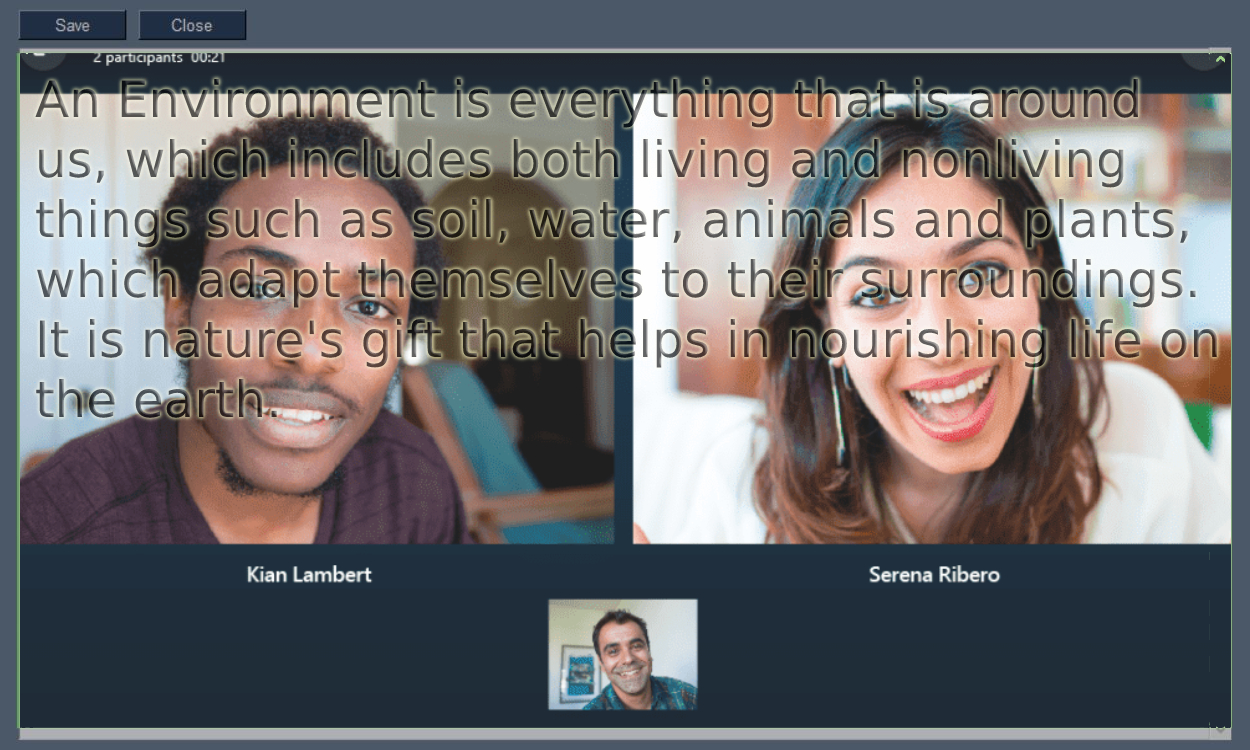 Save Close
2 participants 00:21
An Environment is everything that is around
us, which includes both living and nonliving
things such as soil, water, animals and plants,
which adapt themselves to their surroundings.
It is nature's gift that helps in nourishing life on
the earth.
Kian Lambert Serena Ribero